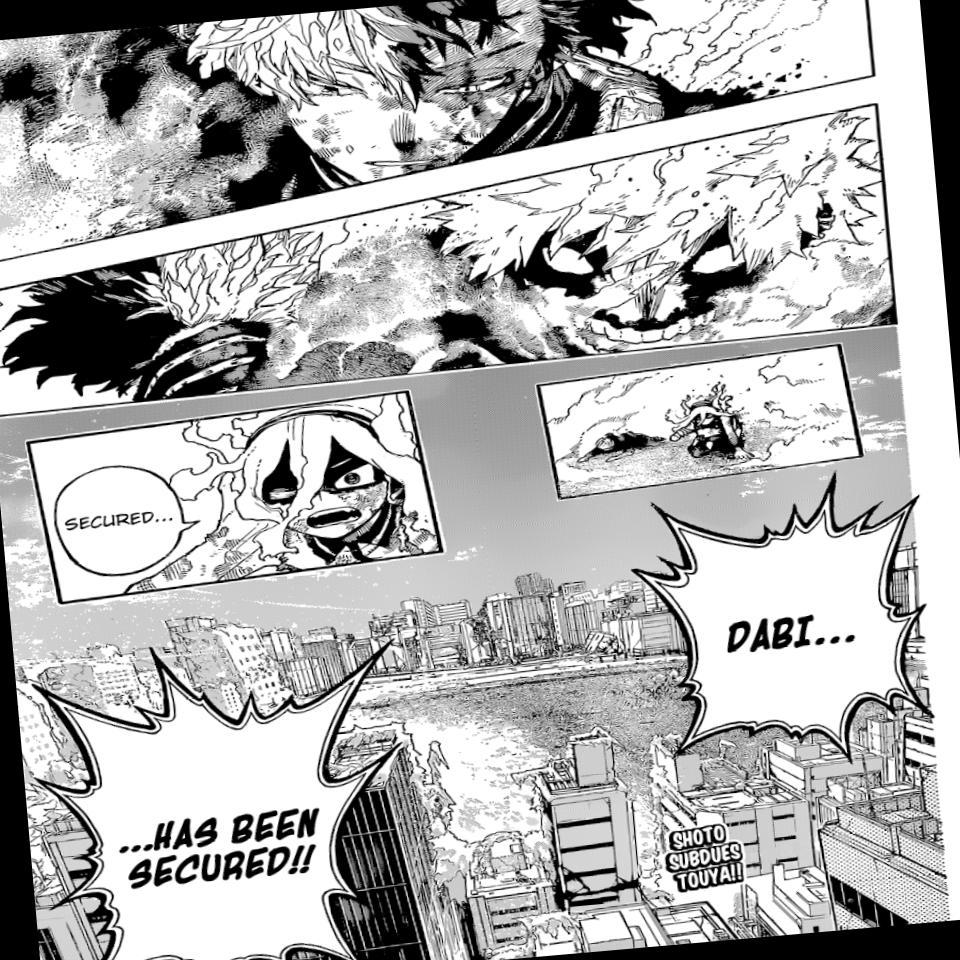 SECURED...
DABI...
...HAS BEEN
SECURED!!
SHOTO
SUBDUES
TOUYA!!